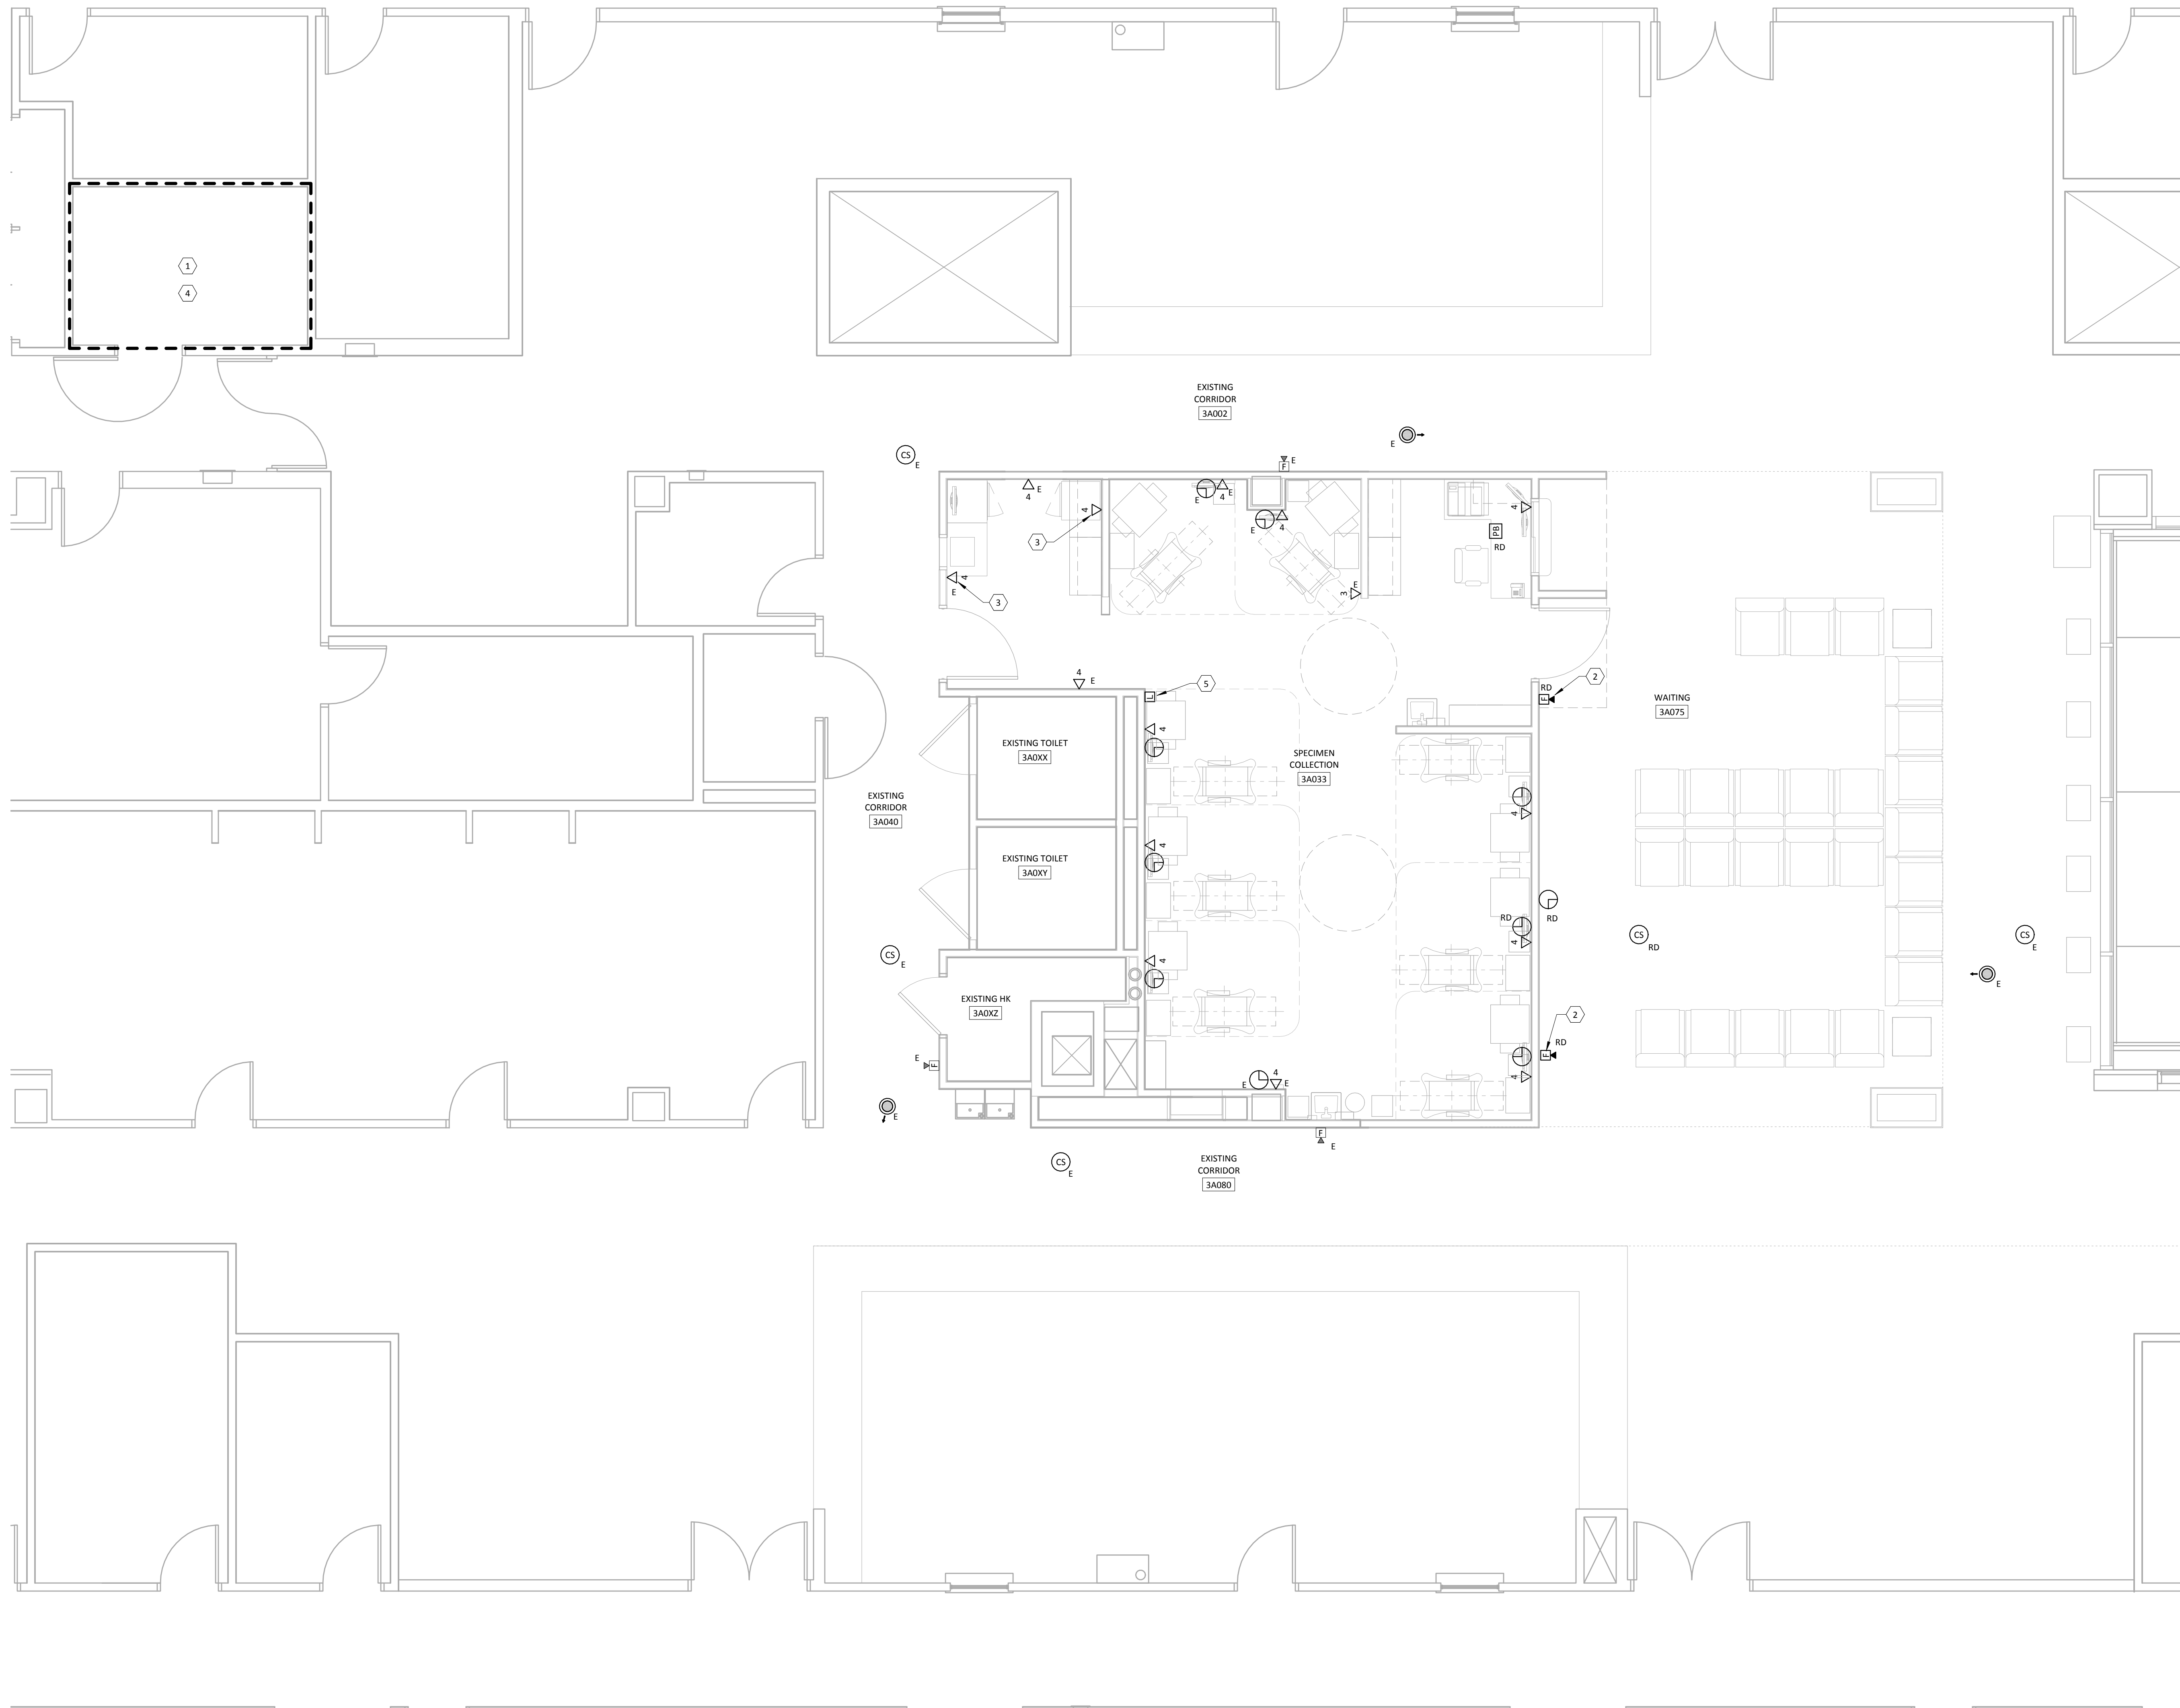 1
4
EXISTING
CORRIDOR
3A002
E
CS
E
E
F
E
4
4
E
4
E
4
4
PB
RD
3
3
4
E
E
3
4
E
5
L
RD
2
F
WAITING
3A075
EXISTING TOILET
3A0XX
SPECIMEN
COLLECTION
3A033
4
EXISTING
CORRIDOR
3A040
4
4
EXISTING TOILET
3A0XY
RD
RD
4
CS
RD
CS
E
CS
E
4
E
EXISTING HK
3A0XZ
2
RD
F
E
F
4
4
E
E
E
F
E
CS
E
EXISTING
CORRIDOR
3A080